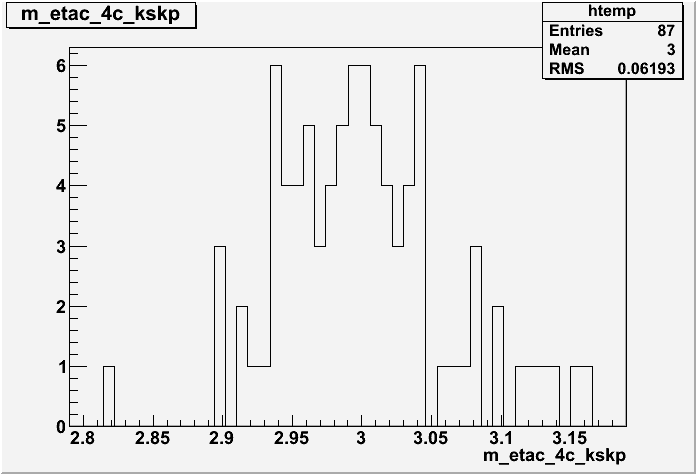 m_etac_4c_kskp
htemp
Entries 87
Mean 3
RMS 0.06193
6
5
4
3
2
1
0
2.8 2.85 2.9 2.95 3 3.05 3.1 3.15
m_etac_4c_kskp